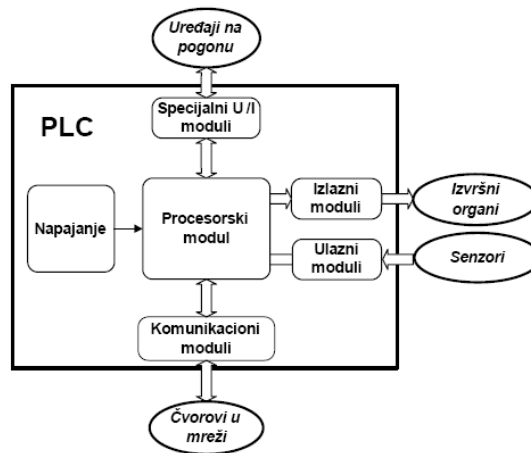 Uređaji na
pogonu
PLC
Specijalni U /I
moduli
Napajanje
Procesorski
modul
Izlazni
moduli
Izvršni
organi
Ulazni
moduli
Senzori
Komunikacioni
moduli
Čvorovi u
mreži